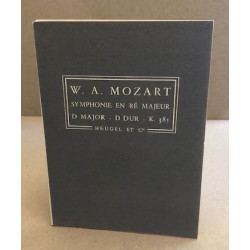 W. A. MOZART
SYMPHONIE EN RÉ MAJEUR
D MAJOR - D DUR - K. 385
HEUGEL ET Cie